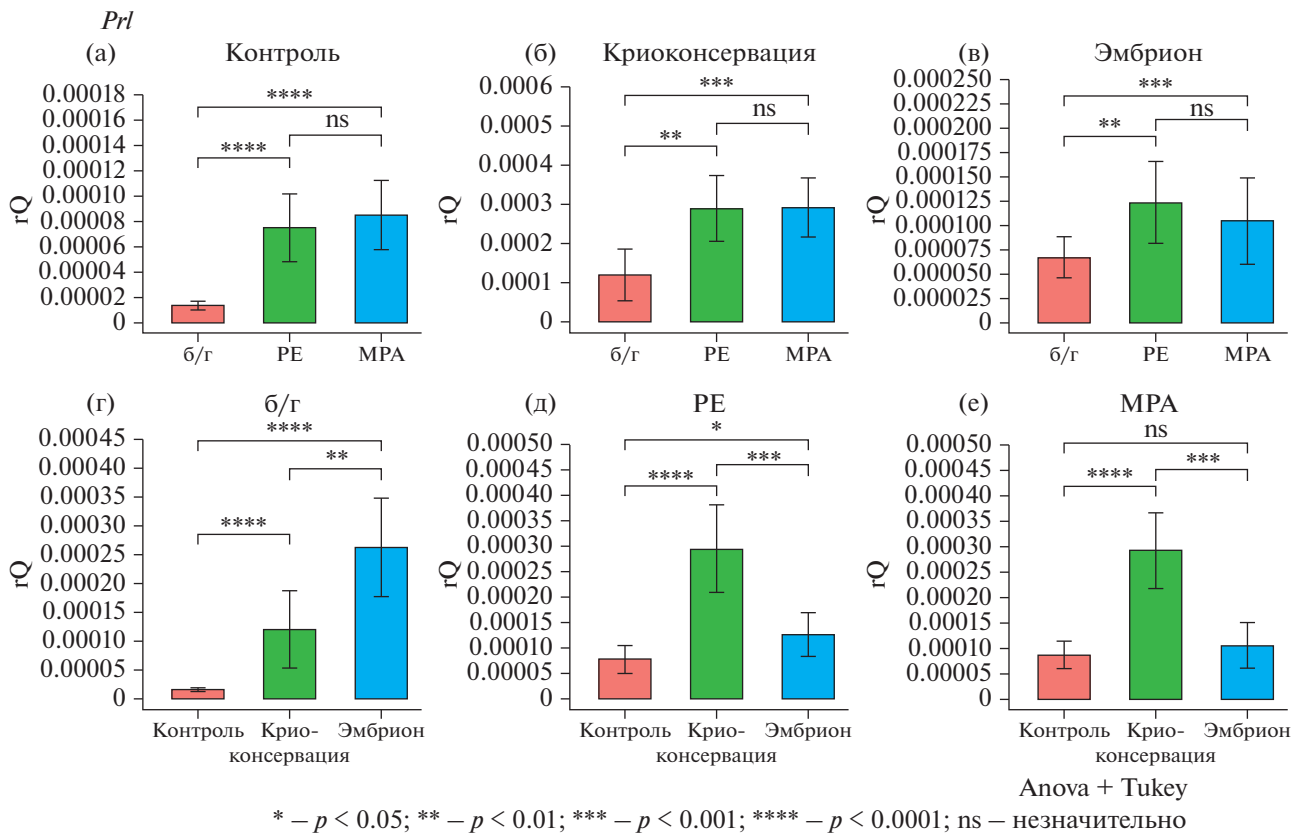 Prl
(а) Контроль
rQ
0.00018
0.00016
0.00014
0.00012
0.00010
0.00008
0.00006
0.00004
0.00002
0
****
****
ns
б/г PE MPA
(б) Криоконсервация
rQ
0.0006
0.0005
0.0004
0.0003
0.0002
0.0001
0
***
**
ns
б/г PE MPA
(в) Эмбрион
rQ
0.000250
0.000225
0.000200
0.000175
0.000150
0.000125
0.000100
0.000075
0.000050
0.000025
0
***
**
ns
б/г PE MPA
(г) б/г
rQ
0.00045
0.00040
0.00035
0.00030
0.00025
0.00020
0.00015
0.00010
0.00005
0
****
**
****
Контроль Крио- Эмбрион
консервация
(д) PE
rQ
0.00050
0.00045
0.00040
0.00035
0.00030
0.00025
0.00020
0.00015
0.00010
0.00005
0
*
****
***
Контроль Крио- Эмбрион
консервация
(е) MPA
rQ
0.00050
0.00045
0.00040
0.00035
0.00030
0.00025
0.00020
0.00015
0.00010
0.00005
0
ns
****
***
Контроль Крио- Эмбрион
консервация
Anova + Tukey
* – p < 0.05; ** – p < 0.01; *** – p < 0.001; **** – p < 0.0001; ns – незначительно